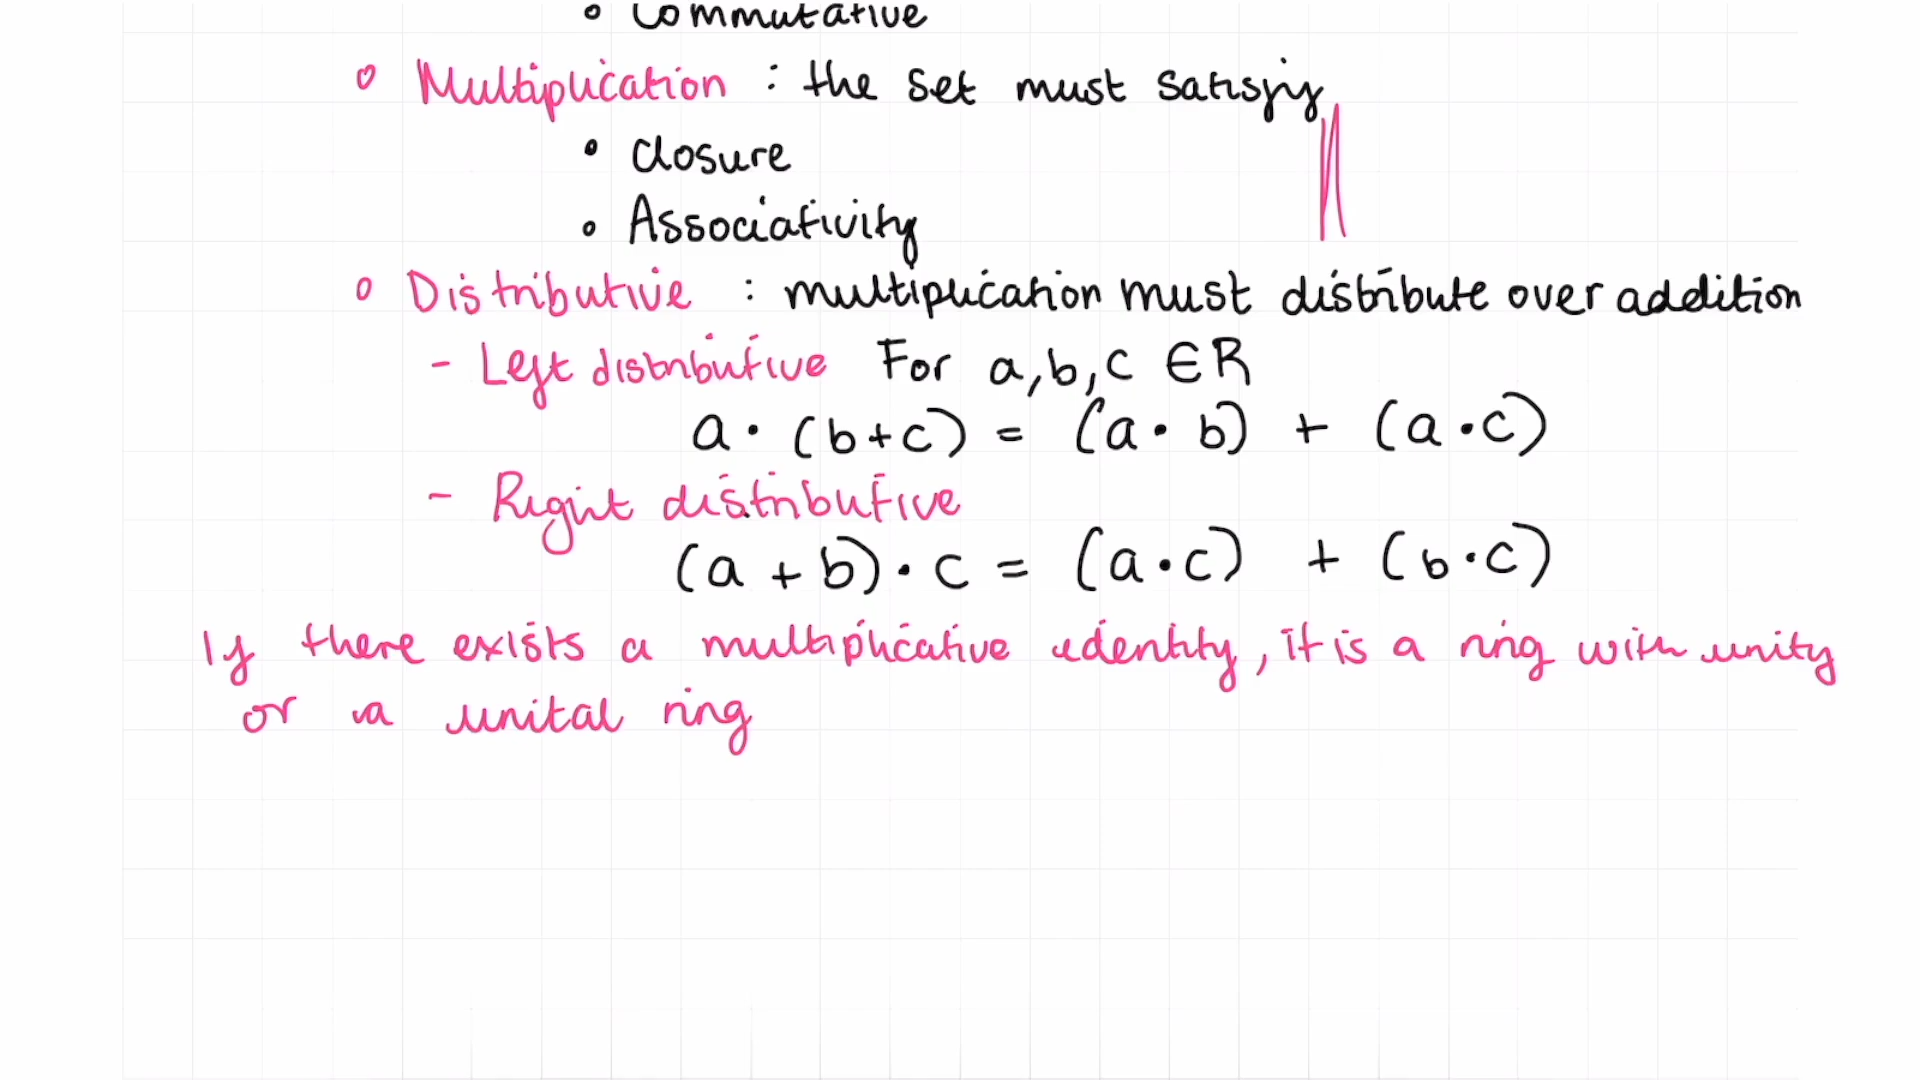 ◦ Commutative
◦ Multiplication : the set must satisfy
• closure
• Associativity
◦ Distributive : multiplication must distribute over addition
- Left distributive For a,b,c ∈ R
a · (b+c) = (a · b) + (a · c)
- Right distributive
(a + b) · c = (a · c) + (b · c)
If there exists a multiplicative identity, it is a ring with unity
or a unital ring